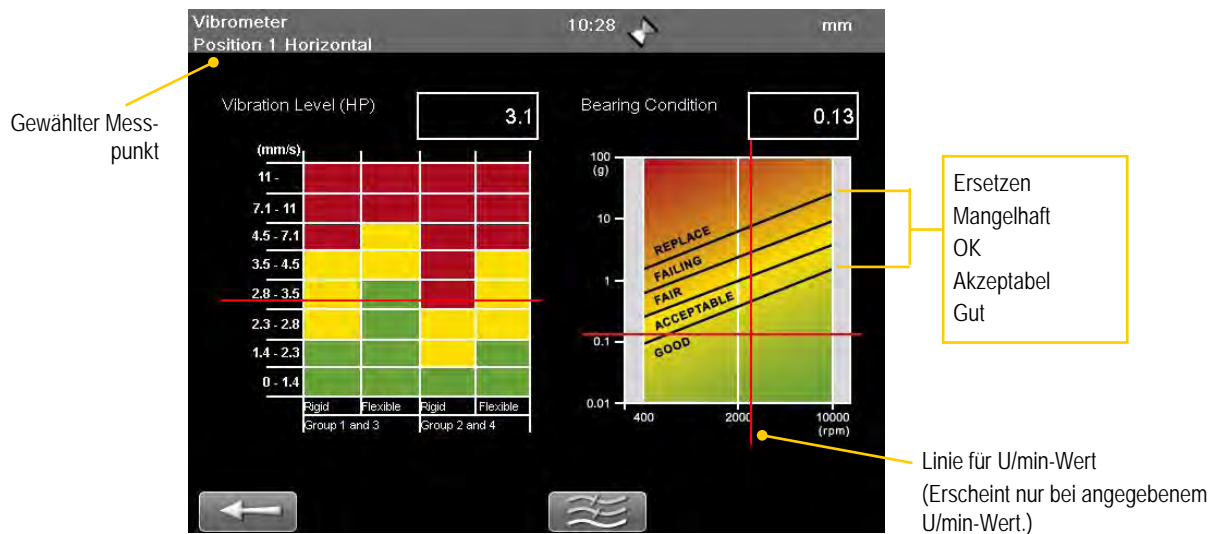 Vibrometer
Position 1 Horizontal
10:28
mm
Gewählter Mess-
punkt
Vibration Level (HP)
3.1
(mm/s)
11 -
7.1 - 11
4.5 - 7.1
3.5 - 4.5
2.8 - 3.5
2.3 - 2.8
1.4 - 2.3
0 - 1.4
Rigid Flexible Rigid Flexible
Group 1 and 3 Group 2 and 4
Bearing Condition
0.13
100
(g)
10
1
0.1
0.01
REPLACE
FAILING
FAIR
ACCEPTABLE
GOOD
400 2000 10000
(rpm)
Ersetzen
Mangelhaft
OK
Akzeptabel
Gut
Linie für U/min-Wert
(Erscheint nur bei angegebenem
U/min-Wert.)